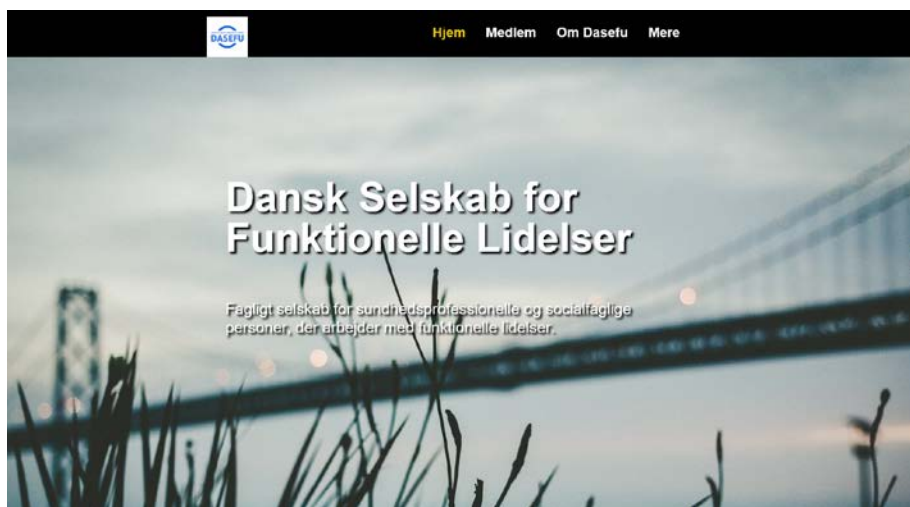 DASEFU
Hjem Medlem Om Dasefu Mere
Dansk Selskab for
Funktionelle Lidelser
Fagligt selskab for sundhedsprofessionelle og socialfaglige
personer, der arbejder med funktionelle lidelser.